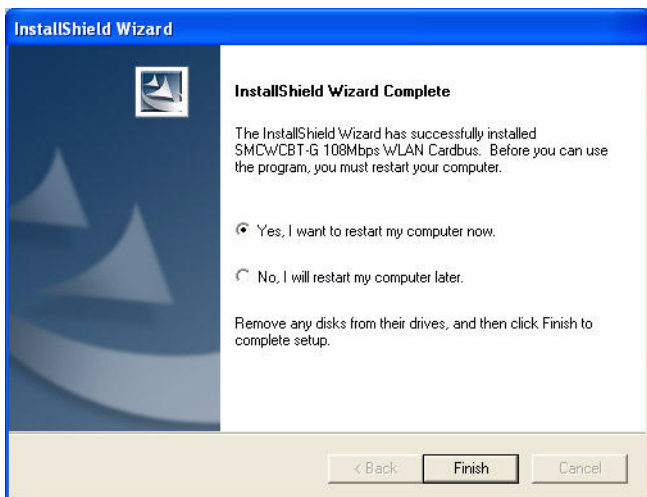 InstallShield Wizard
InstallShield Wizard Complete
The InstallShield Wizard has successfully installed
SMCWCBT-G 108Mbps WLAN Cardbus. Before you can use
the program, you must restart your computer.
Yes, I want to restart my computer now.
No, I will restart my computer later.
Remove any disks from their drives, and then click Finish to
complete setup.
< Back Finish Cancel